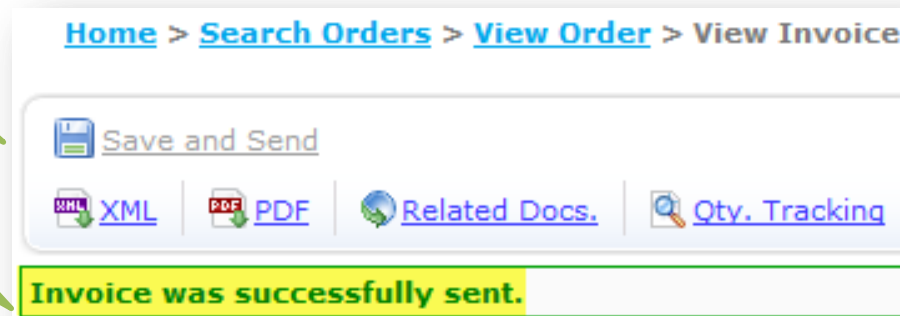 Home > Search Orders > View Order > View Invoice
Save and Send
XML PDF Related Docs. Qty. Tracking
Invoice was successfully sent.